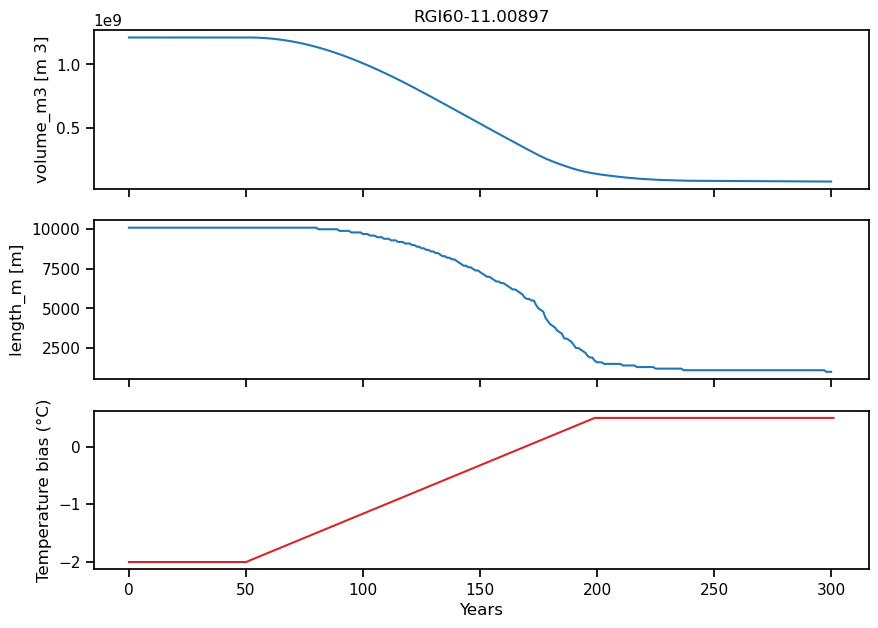 RGI60-11.00897
1e9
volume_m3 [m 3]
1.0
0.5
length_m [m]
10000
7500
5000
2500
Temperature bias (°C)
0
−1
−2
0 50 100 150 200 250 300
Years